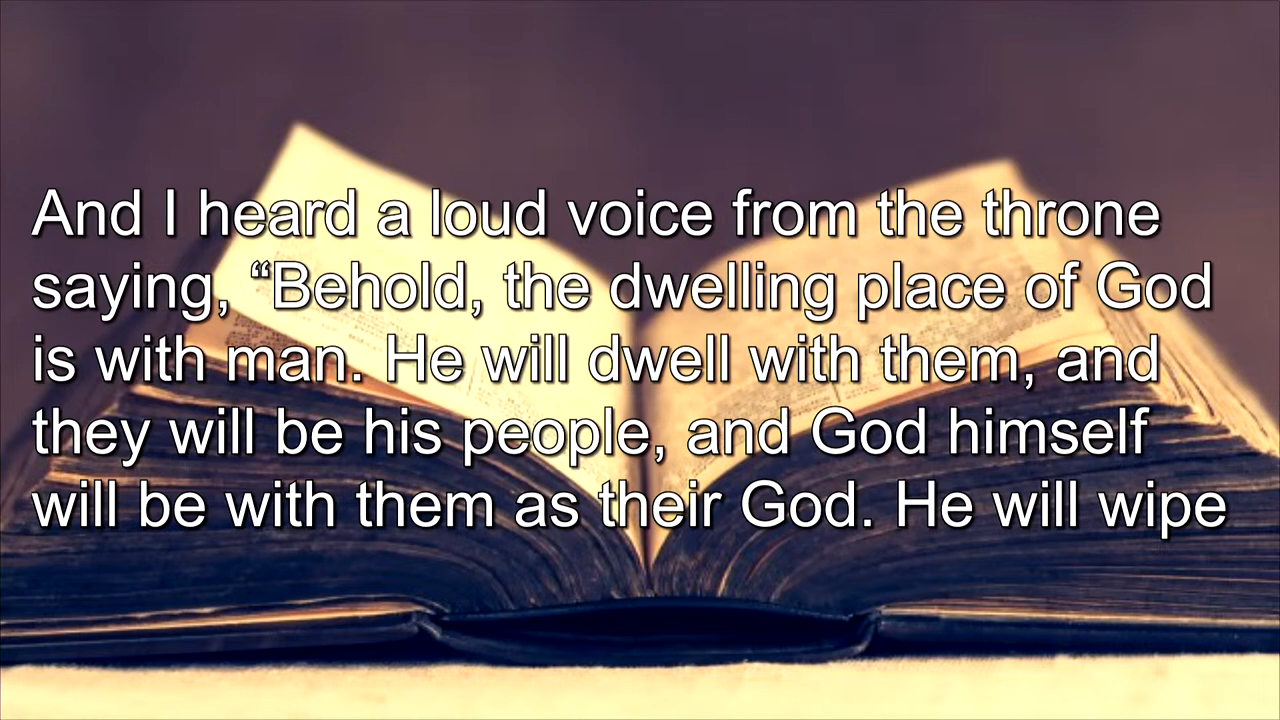 And I heard a loud voice from the throne
saying, “Behold, the dwelling place of God
is with man. He will dwell with them, and
they will be his people, and God himself
will be with them as their God. He will wipe